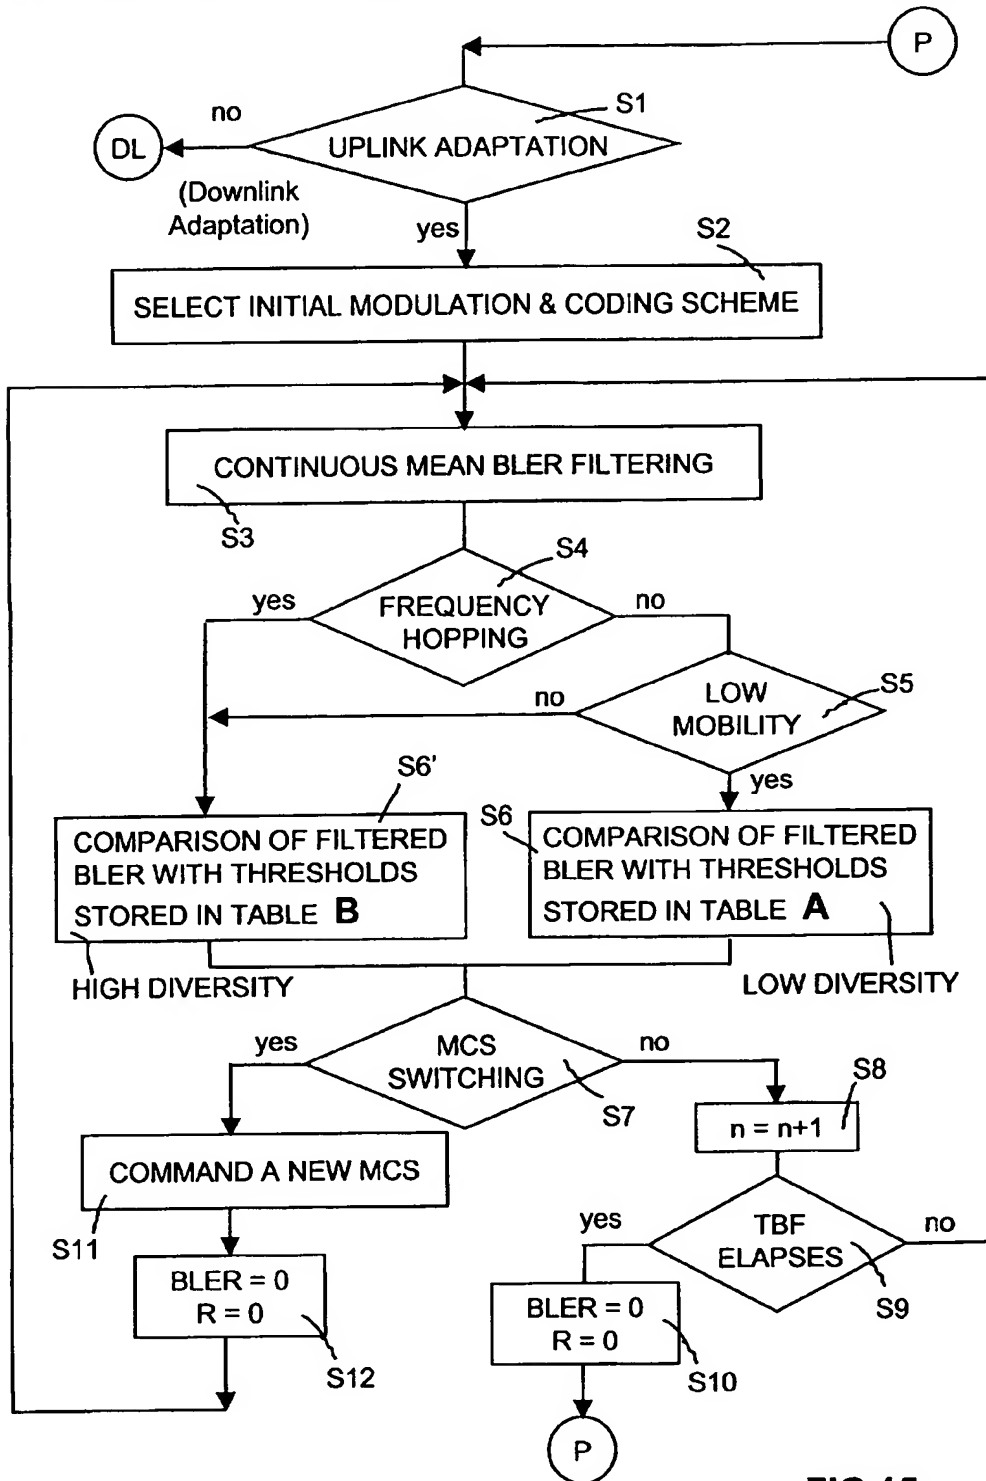 P
S1
no
DL
UPLINK ADAPTATION
(Downlink
Adaptation)
yes
S2
SELECT INITIAL MODULATION & CODING SCHEME
CONTINUOUS MEAN BLER FILTERING
S3
S4
yes
FREQUENCY
HOPPING
no
S5
no
LOW
MOBILITY
S6'
yes
S6
COMPARISON OF FILTERED
BLER WITH THRESHOLDS
STORED IN TABLE B
COMPARISON OF FILTERED
BLER WITH THRESHOLDS
STORED IN TABLE A
HIGH DIVERSITY
LOW DIVERSITY
yes
MCS
SWITCHING
no
S7
S8
n = n+1
COMMAND A NEW MCS
S11
yes
TBF
ELAPSES
no
S9
BLER = 0
R = 0
S12
BLER = 0
R = 0
S10
P